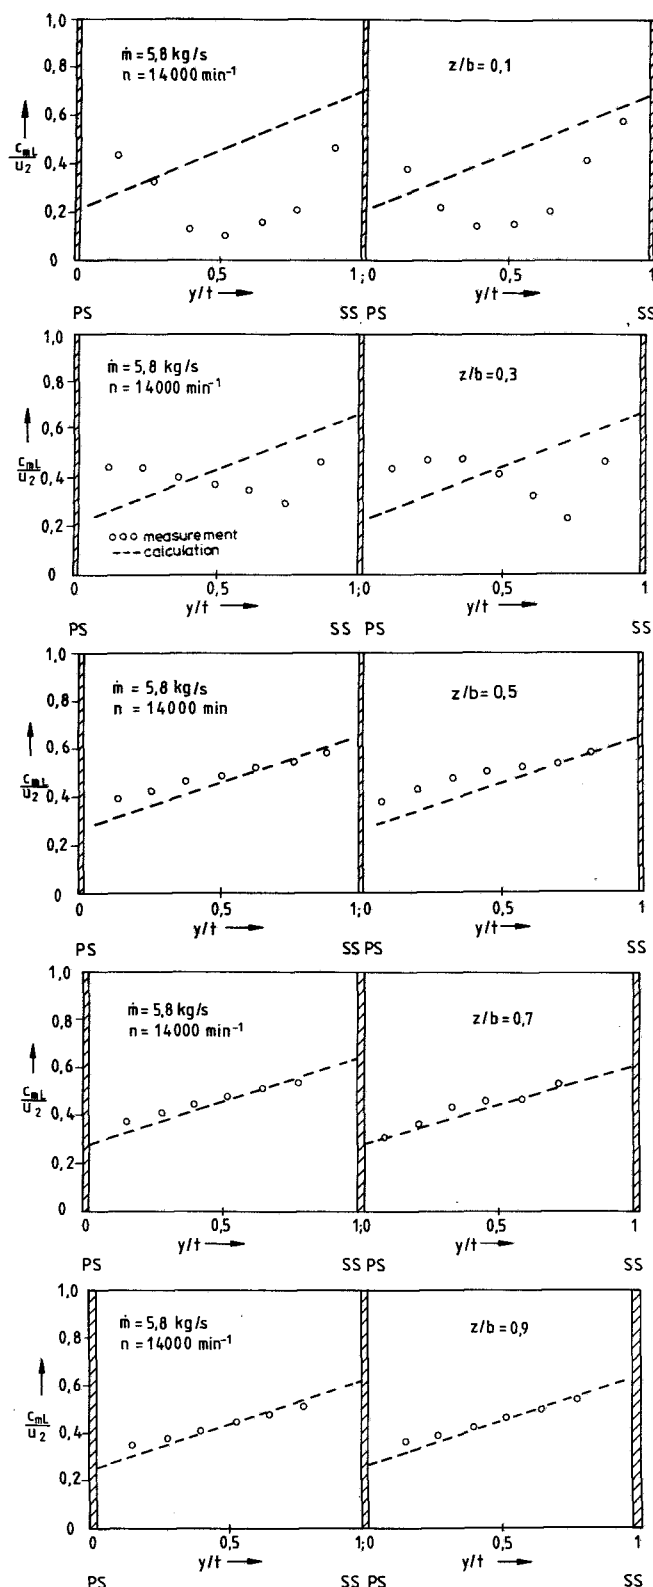 1,0
ṁ = 5,8 kg/s
n = 14000 min⁻¹
z/b = 0,1
0,8
0,6
c_mL
u_2
0,4
0,2
0
0 0,5 1;0 0,5 1
y/t y/t
PS SS PS SS
1,0
ṁ = 5,8 kg/s
n = 14000 min⁻¹
z/b = 0,3
0,8
0,6
c_mL
u_2
0,4
0,2
ooo measurement
--- calculation
0
0 0,5 1;0 0,5 1
y/t y/t
PS SS PS SS
1,0
ṁ = 5,8 kg/s
n = 14000 min
z/b = 0,5
0,8
0,6
c_mL
u_2
0,4
0,2
0
0 0,5 1;0 0,5 1
y/t y/t
PS SS PS SS
1,0
ṁ = 5,8 kg/s
n = 14000 min⁻¹
z/b = 0,7
0,8
0,6
c_mL
u_2
0,4
0,2
0
0 0,5 1;0 0,5 1
y/t y/t
PS SS PS SS
1,0
ṁ = 5,8 kg/s
n = 14000 min⁻¹
z/b = 0,9
0,8
0,6
c_mL
u_2
0,4
0,2
0
0 0,5 1;0 0,5 1
y/t y/t
PS SS PS SS